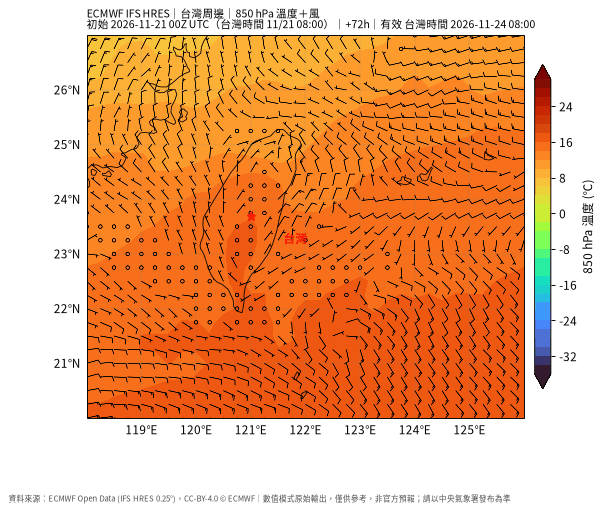 ECMWF IFS HRES｜台灣周邊｜850 hPa 溫度＋風
初始 2026-11-21 00Z UTC（台灣時間 11/21 08:00）｜+72h｜有效 台灣時間 2026-11-24 08:00
26°N
25°N
24°N
23°N
22°N
21°N
119°E 120°E 121°E 122°E 123°E 124°E 125°E
台灣
24
16
8
0
-8
-16
-24
-32
850 hPa 溫度 (°C)
資料來源：ECMWF Open Data (IFS HRES 0.25°)，CC-BY-4.0 © ECMWF｜數值模式原始輸出，僅供參考，非官方預報；請以中央氣象署發布為準